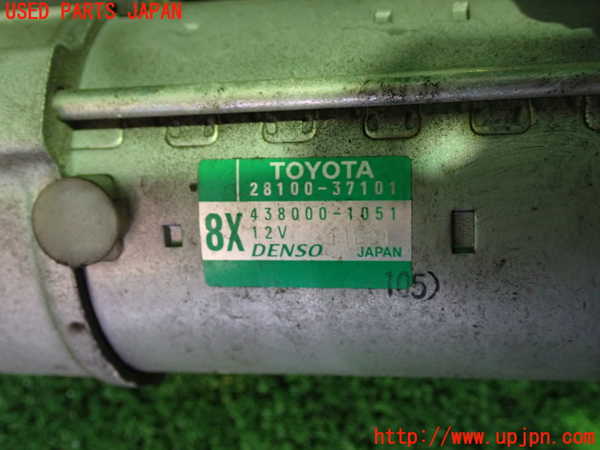 USED PARTS JAPAN
TOYOTA
28100-37101
438000-1051
8X
12V
DENSO
JAPAN
105)
http://www.upjpn.com/